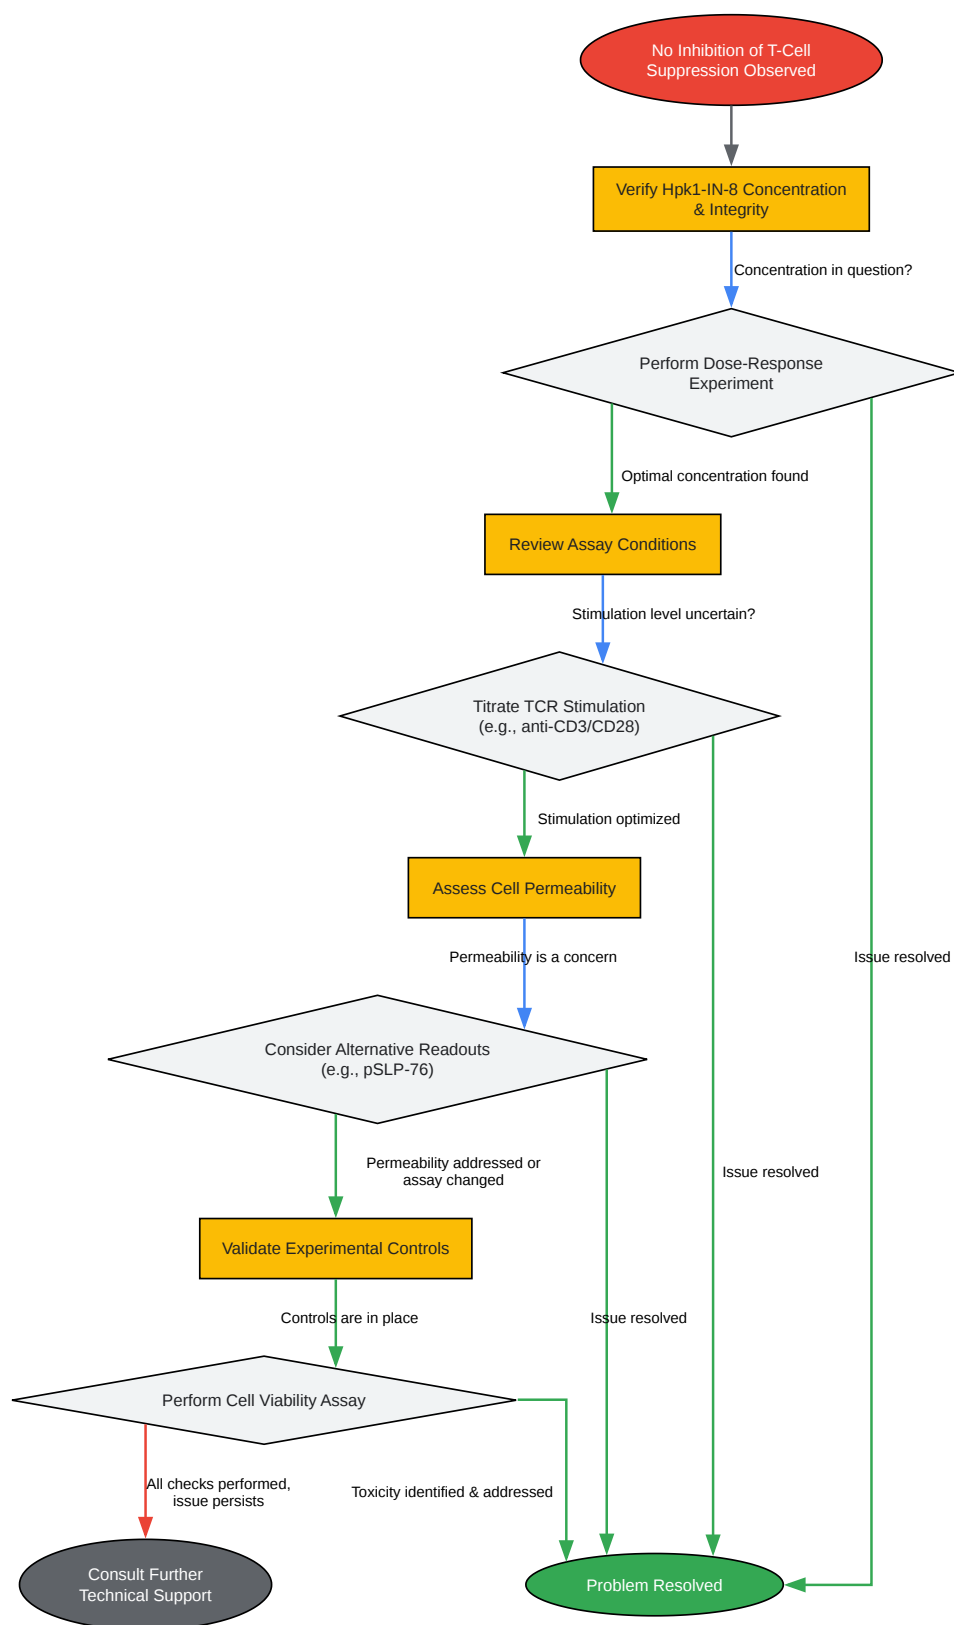 No Inhibition of T-Cell
Suppression Observed
Verify Hpk1-IN-8 Concentration
& Integrity
Concentration in question?
Perform Dose-Response
Experiment
Optimal concentration found
Review Assay Conditions
Stimulation level uncertain?
Titrate TCR Stimulation
(e.g., anti-CD3/CD28)
Stimulation optimized
Assess Cell Permeability
Permeability is a concern
Issue resolved
Consider Alternative Readouts
(e.g., pSLP-76)
Permeability addressed or
assay changed
Issue resolved
Validate Experimental Controls
Controls are in place
Issue resolved
Perform Cell Viability Assay
All checks performed,
issue persists
Toxicity identified & addressed
Consult Further
Technical Support
Problem Resolved